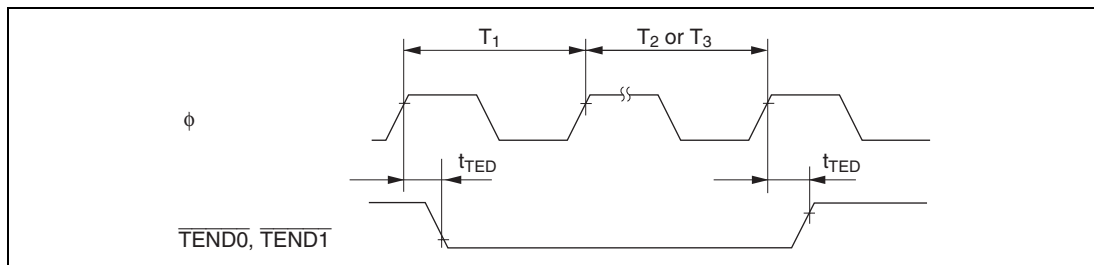 T₁ T₂ or T₃
ϕ
tTED tTED
TEND0, TEND1